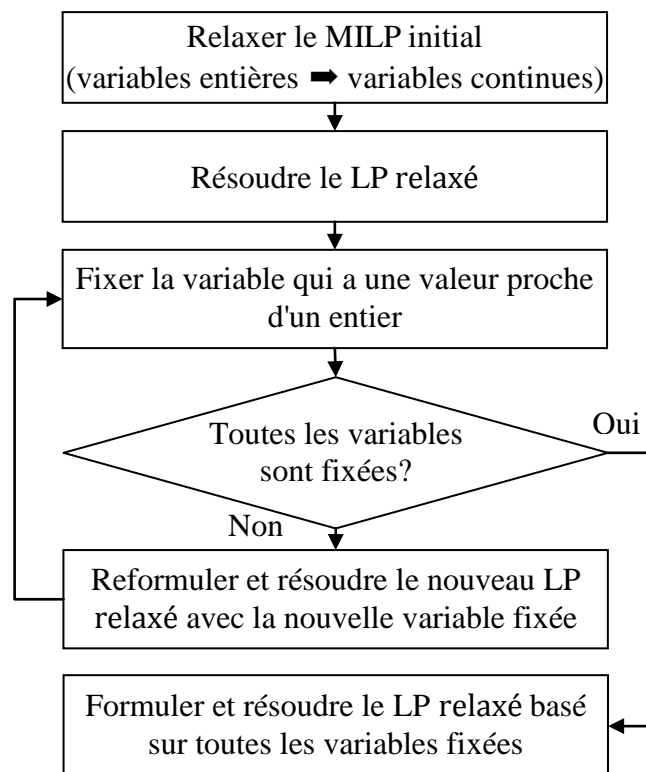 Relaxer le MILP initial
(variables entières ➡ variables continues)
Résoudre le LP relaxé
Fixer la variable qui a une valeur proche
d'un entier
Toutes les variables
sont fixées?
Oui
Non
Reformuler et résoudre le nouveau LP
relaxé avec la nouvelle variable fixée
Formuler et résoudre le LP relaxé basé
sur toutes les variables fixées